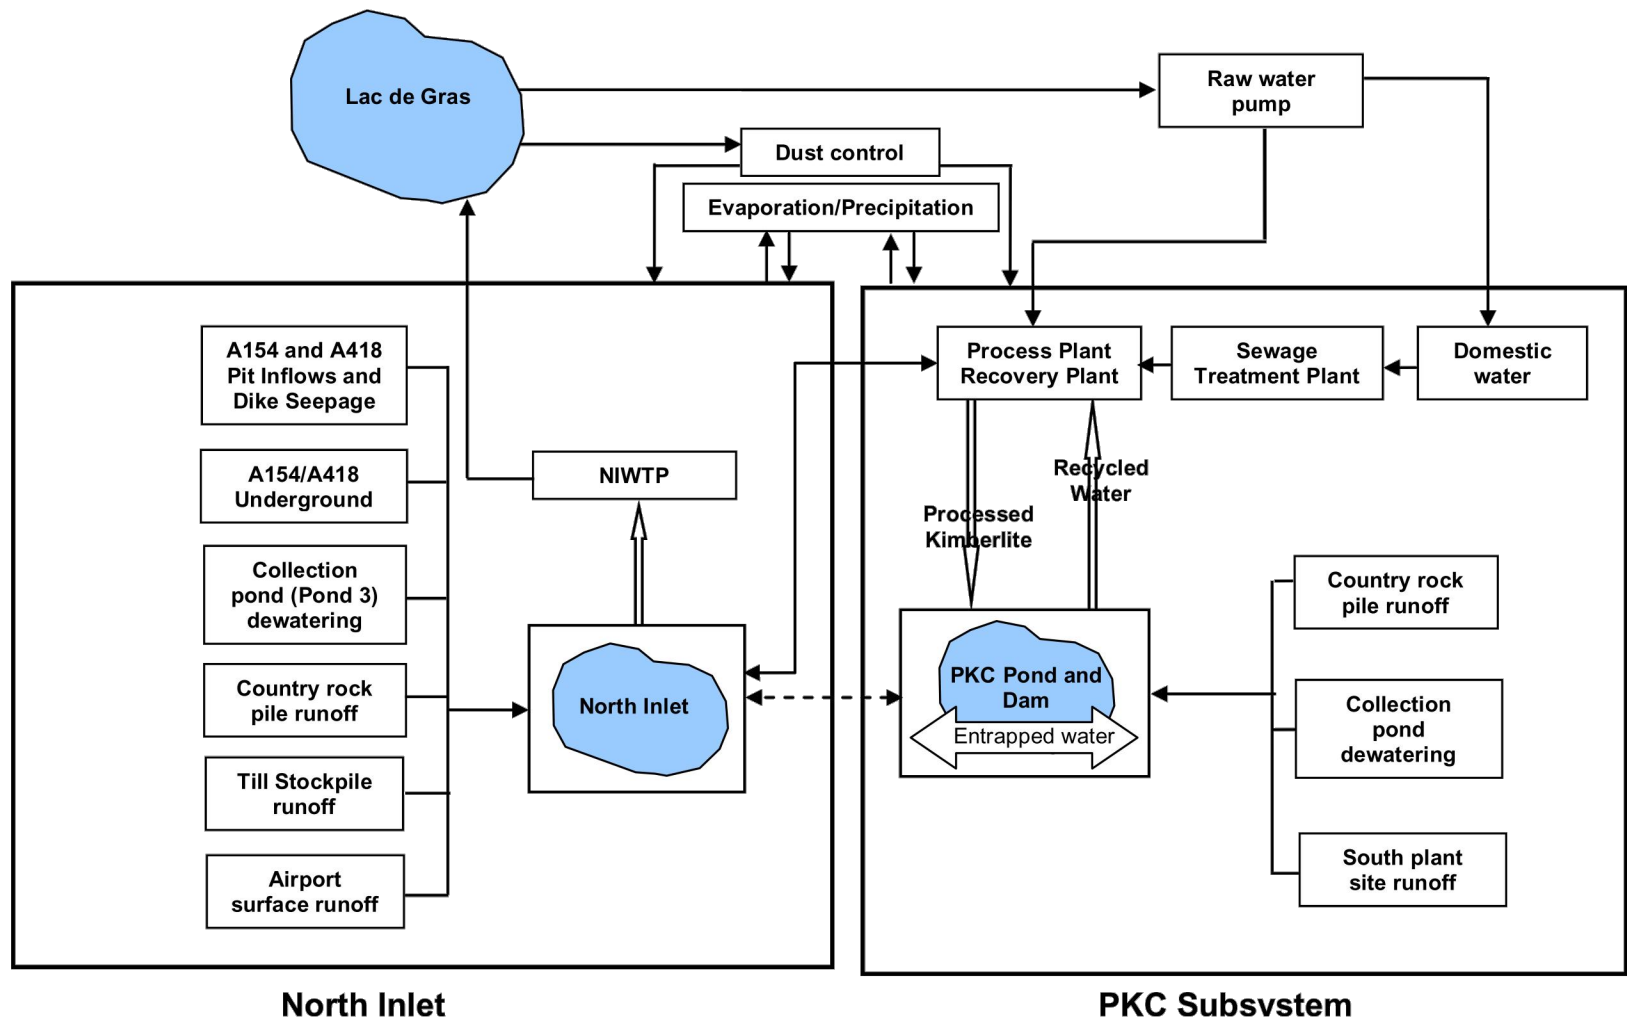 Lac de Gras
Raw water
pump
Dust control
Evaporation/Precipitation
A154 and A418
Pit Inflows and
Dike Seepage
A154/A418
Underground
Collection
pond (Pond 3)
dewatering
Country rock
pile runoff
Till Stockpile
runoff
Airport
surface runoff
NIWTP
North Inlet
Process Plant
Recovery Plant
Sewage
Treatment Plant
Domestic
water
Recycled
Water
Processed
Kimberlite
PKC Pond and
Dam
Entrapped water
Country rock
pile runoff
Collection
pond
dewatering
South plant
site runoff
North Inlet
PKC Subsystem